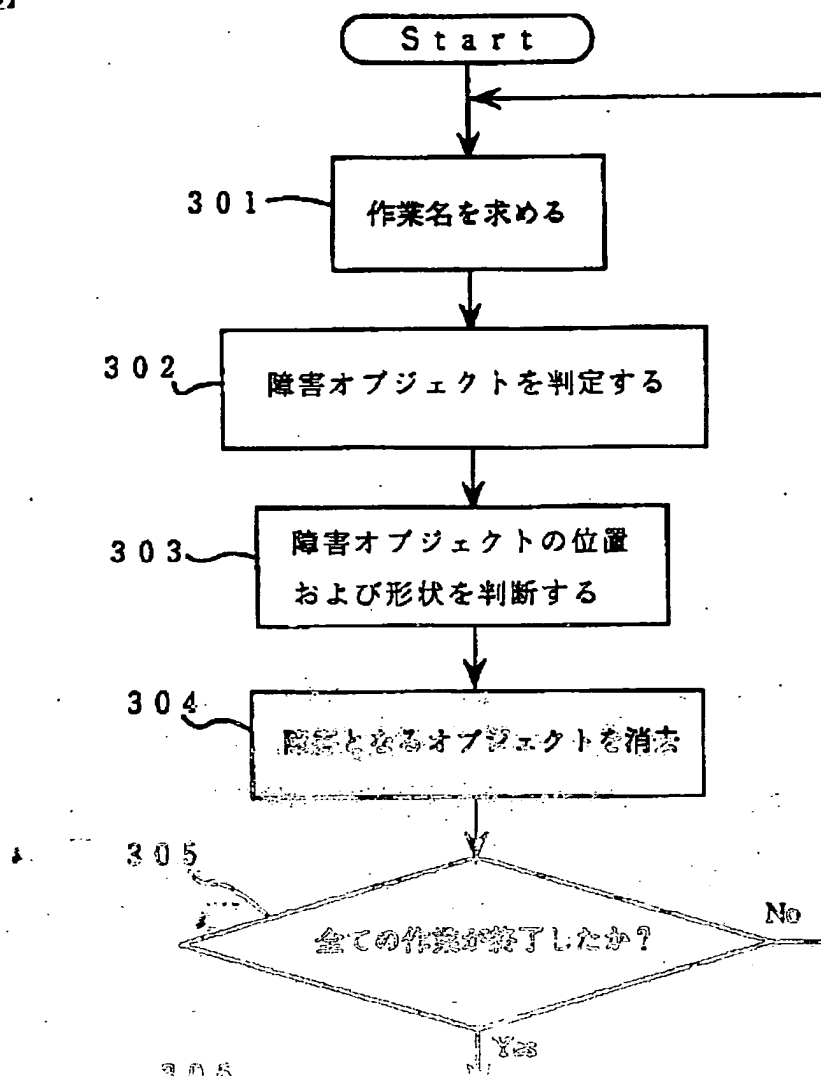 Start
301
作業名を求める
302
障害オブジェクトを判定する
303
障害オブジェクトの位置
および形状を判断する
304
障害となるオブジェクトを消去
305
全ての作業が終了したか?
No
Yes